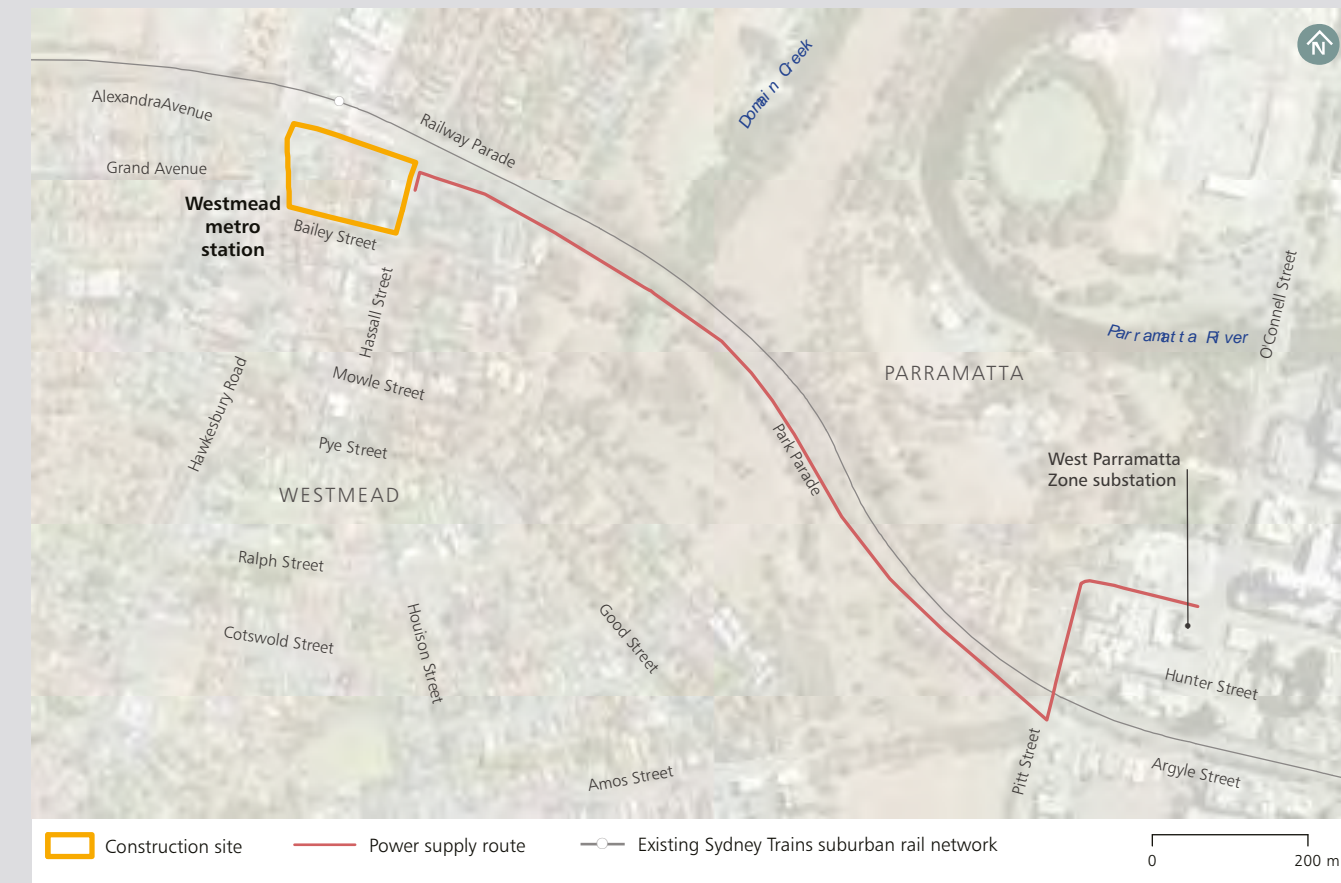 N
Domain Creek
AlexandraAvenue
Railway Parade
Grand Avenue
Westmead
metro
station
Bailey Street
Hassall Street
O'Connell Street
Parramatta River
Hawkesbury Road
Mowle Street
PARRAMATTA
Pye Street
Park Parade
West Parramatta
Zone substation
WESTMEAD
Ralph Street
Cotswold Street
Houison Street
Good Street
Hunter Street
Pitt Street
Argyle Street
Amos Street
Construction site
Power supply route
Existing Sydney Trains suburban rail network
0
200 m